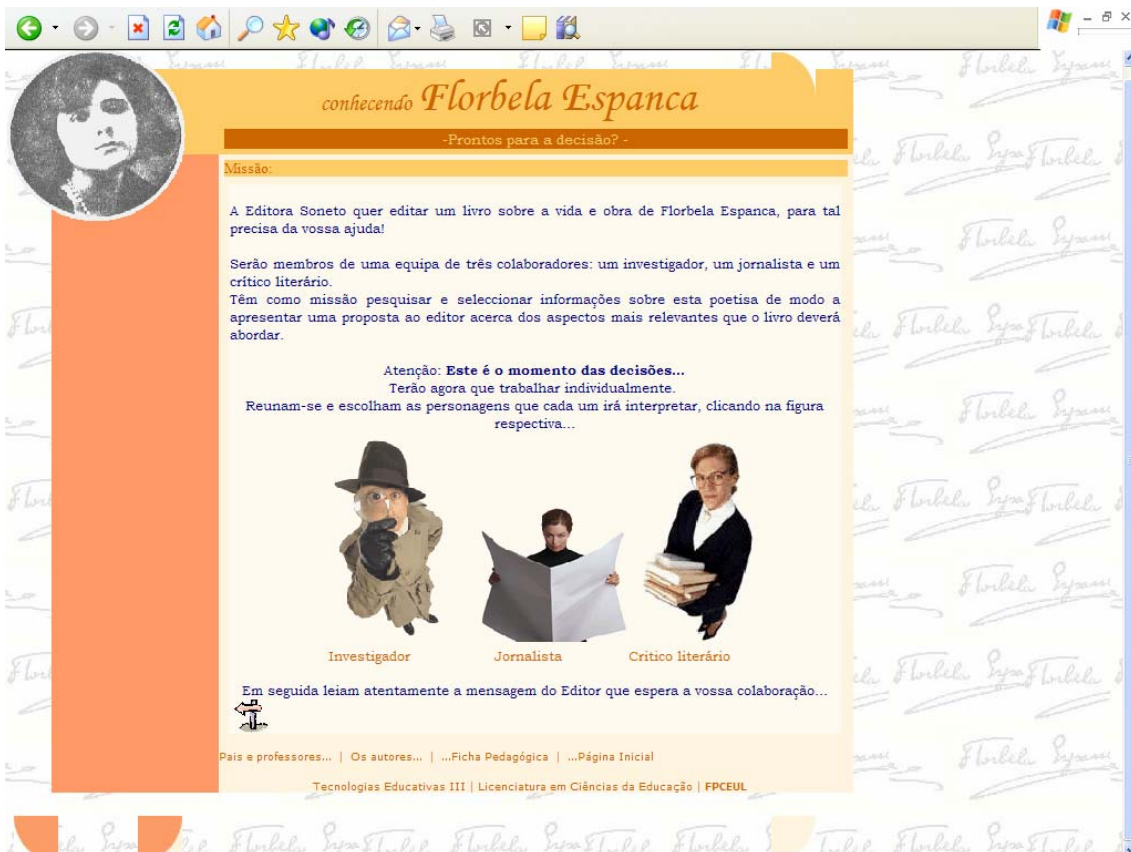 conhecendo Florbela Espanca
-Prontos para a decisão? -
Missão:
A Editora Soneto quer editar um livro sobre a vida e obra de Florbela Espanca, para tal
precisa da vossa ajuda!
Serão membros de uma equipa de três colaboradores: um investigador, um jornalista e um
crítico literário.
Têm como missão pesquisar e seleccionar informações sobre esta poetisa de modo a
apresentar uma proposta ao editor acerca dos aspectos mais relevantes que o livro deverá
abordar.
Atenção: Este é o momento das decisões...
Terão agora que trabalhar individualmente.
Reunam-se e escolham as personagens que cada um irá interpretar, clicando na figura
respectiva...
Investigador Jornalista Critico literário
Em seguida leiam atentamente a mensagem do Editor que espera a vossa colaboração...
Pais e professores... | Os autores... | ...Ficha Pedagógica | ...Página Inicial
Tecnologias Educativas III | Licenciatura em Ciências da Educação | FPCEUL